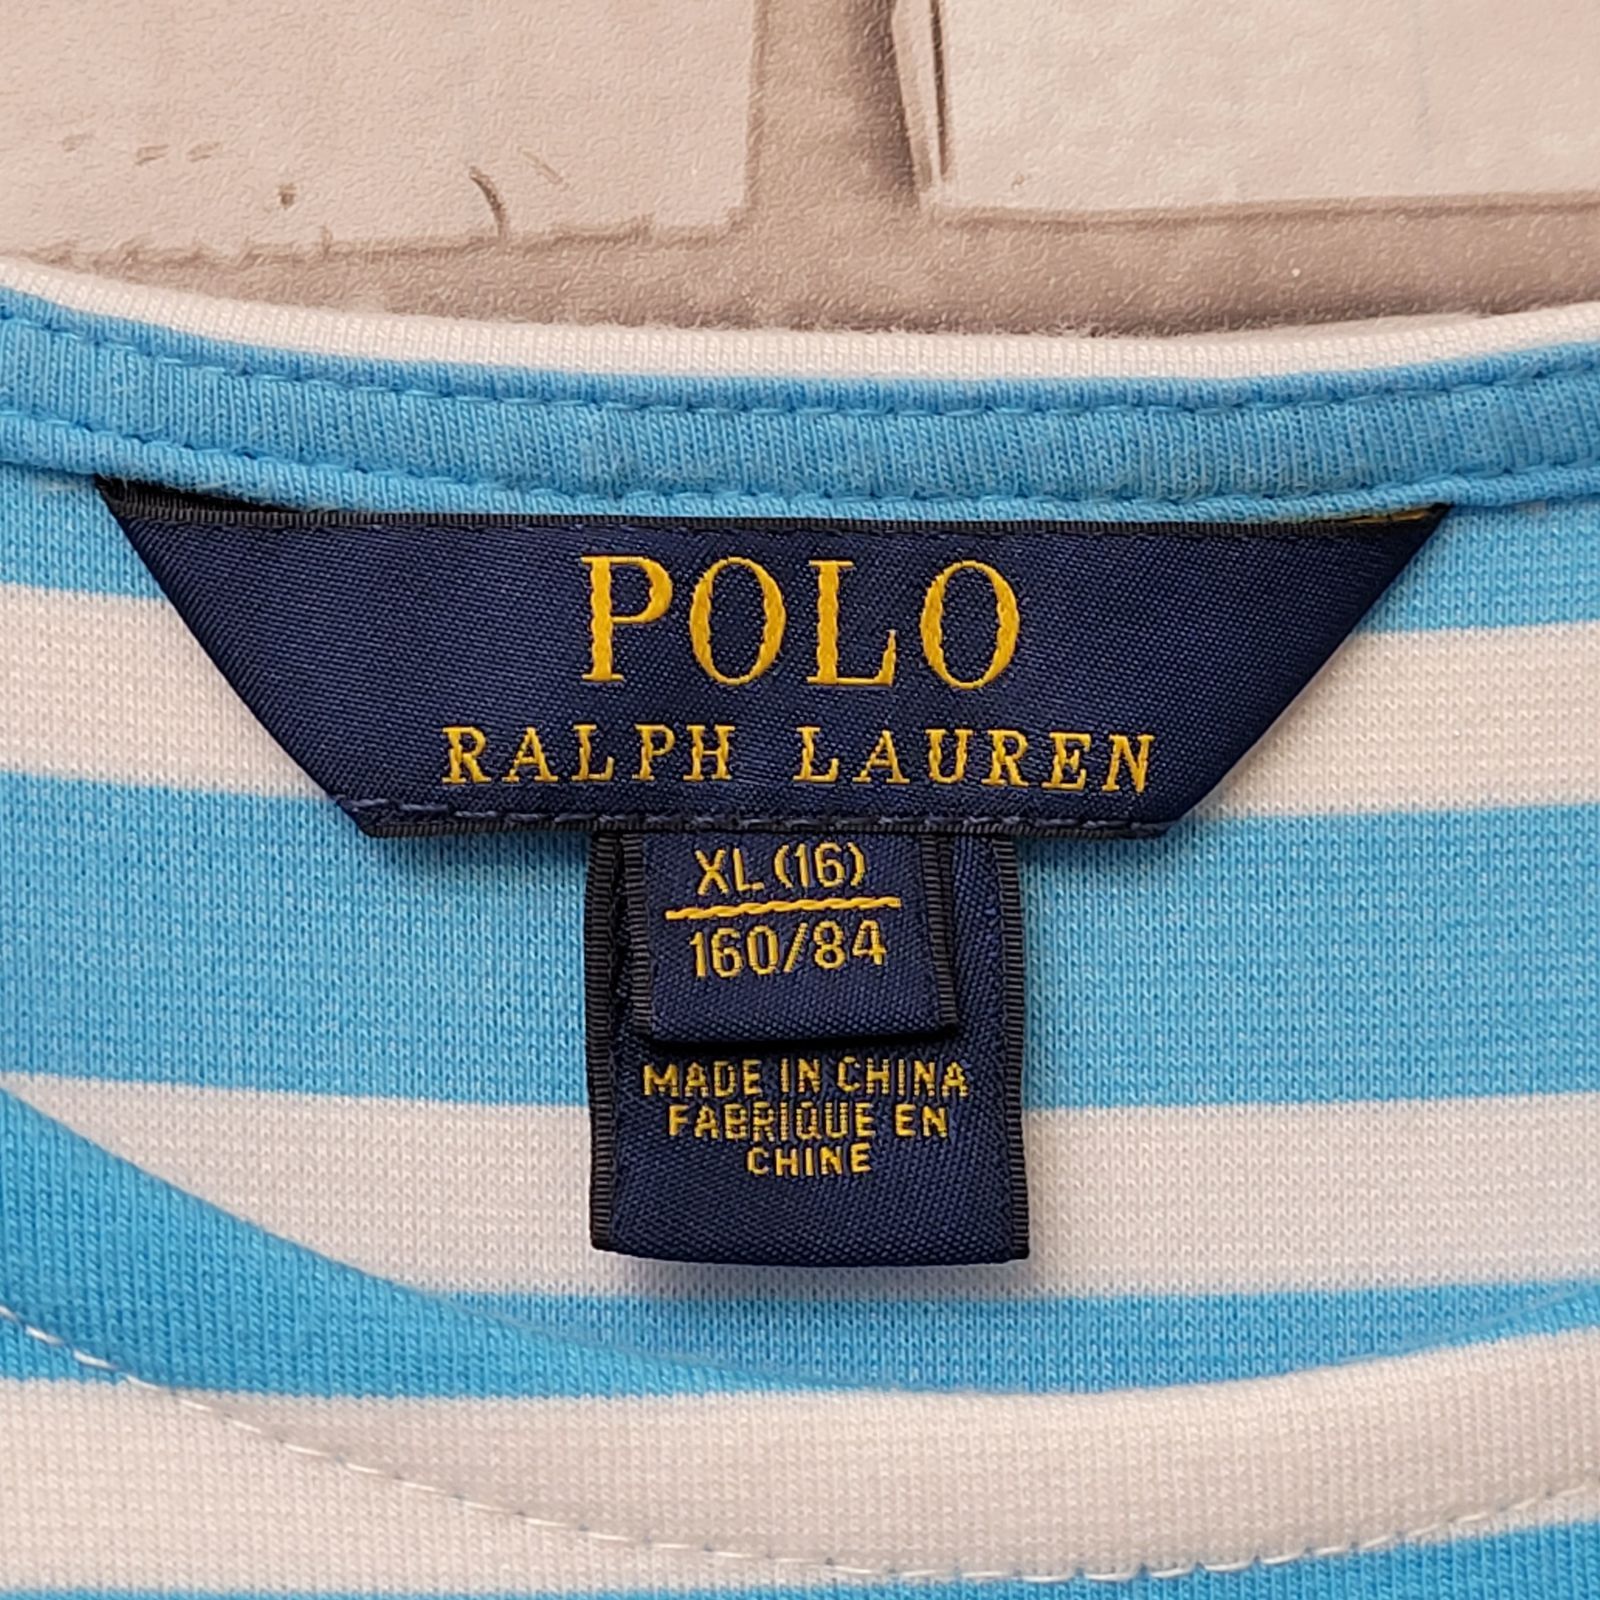 POLO
RALPH LAUREN
XL (16)
160/84
MADE IN CHINA
FABRIQUE EN
CHINE